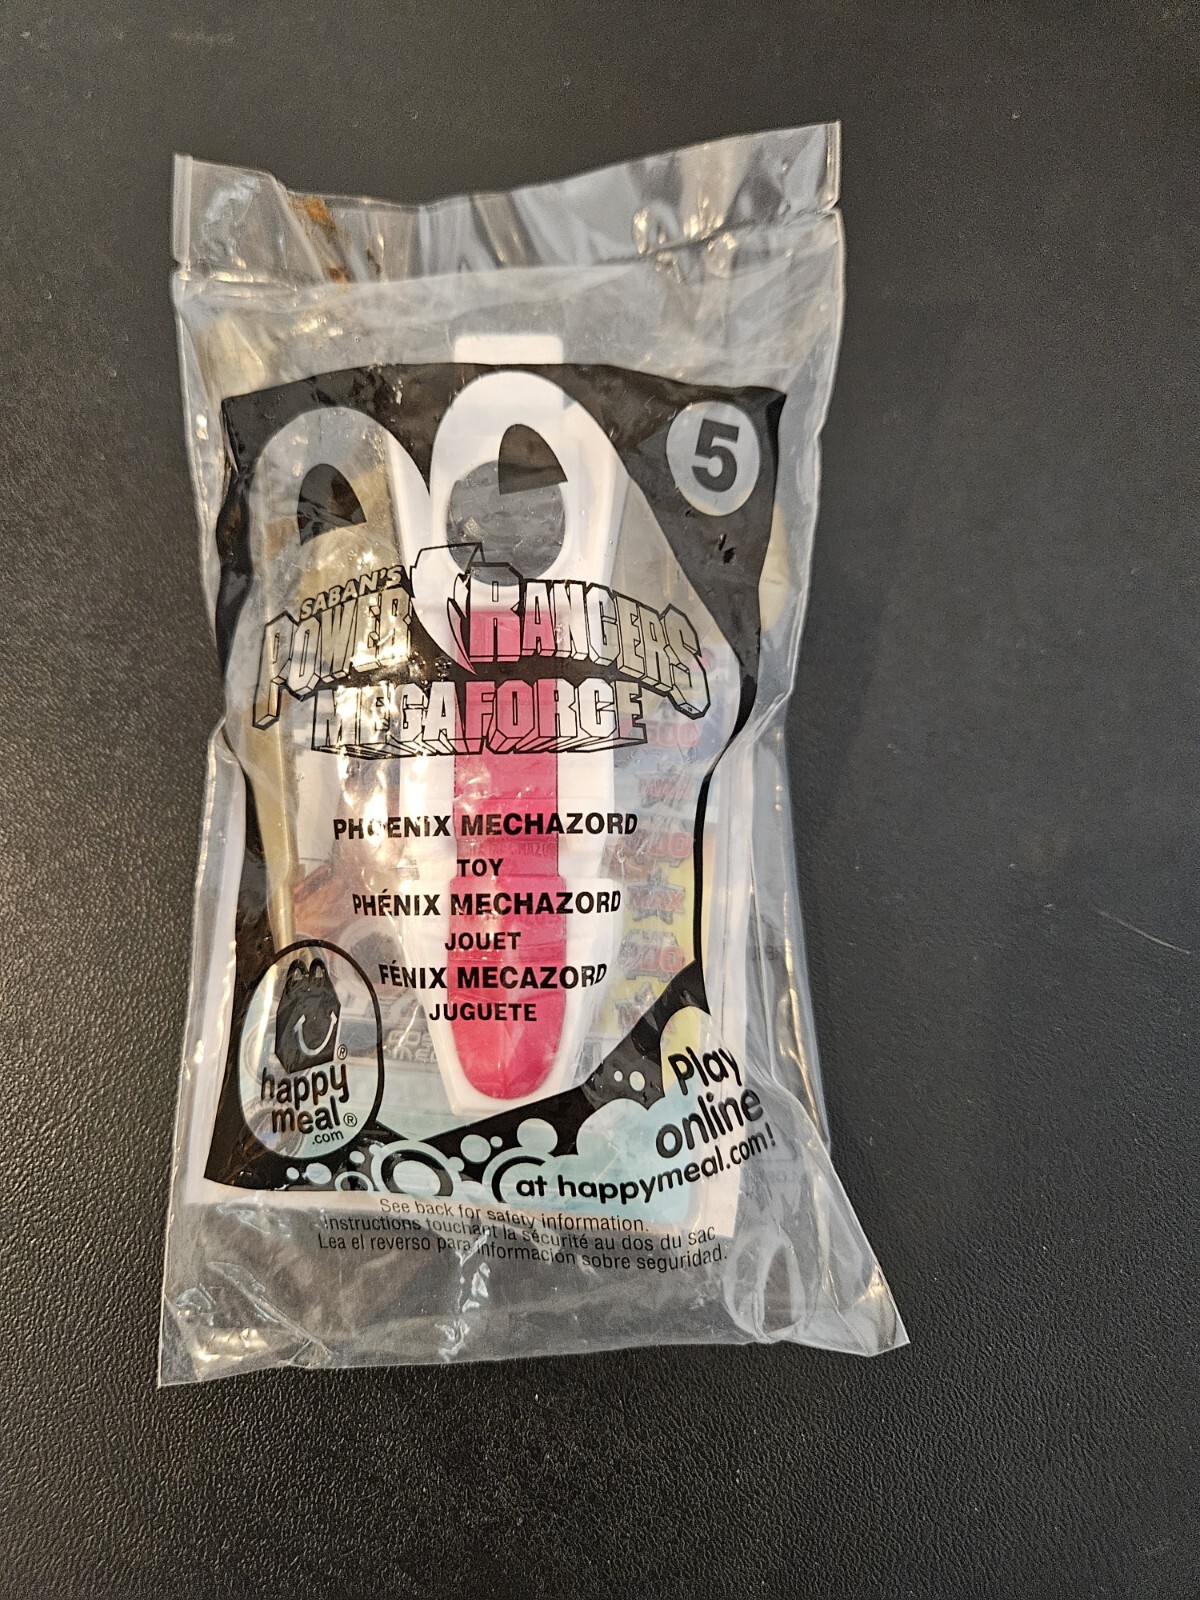 5
SABAN'S
POWER RANGERS
MEGAFORCE
PHOENIX MECHAZORD
TOY
PHÉNIX MECHAZORD
JOUET
FÉNIX MECAZORD
JUGUETE
happy
meal®
.com
Play
online
at happymeal.com!
See back for safety information.
Instructions touchant la sécurité au dos du sac
Lea el reverso para información sobre seguridad.